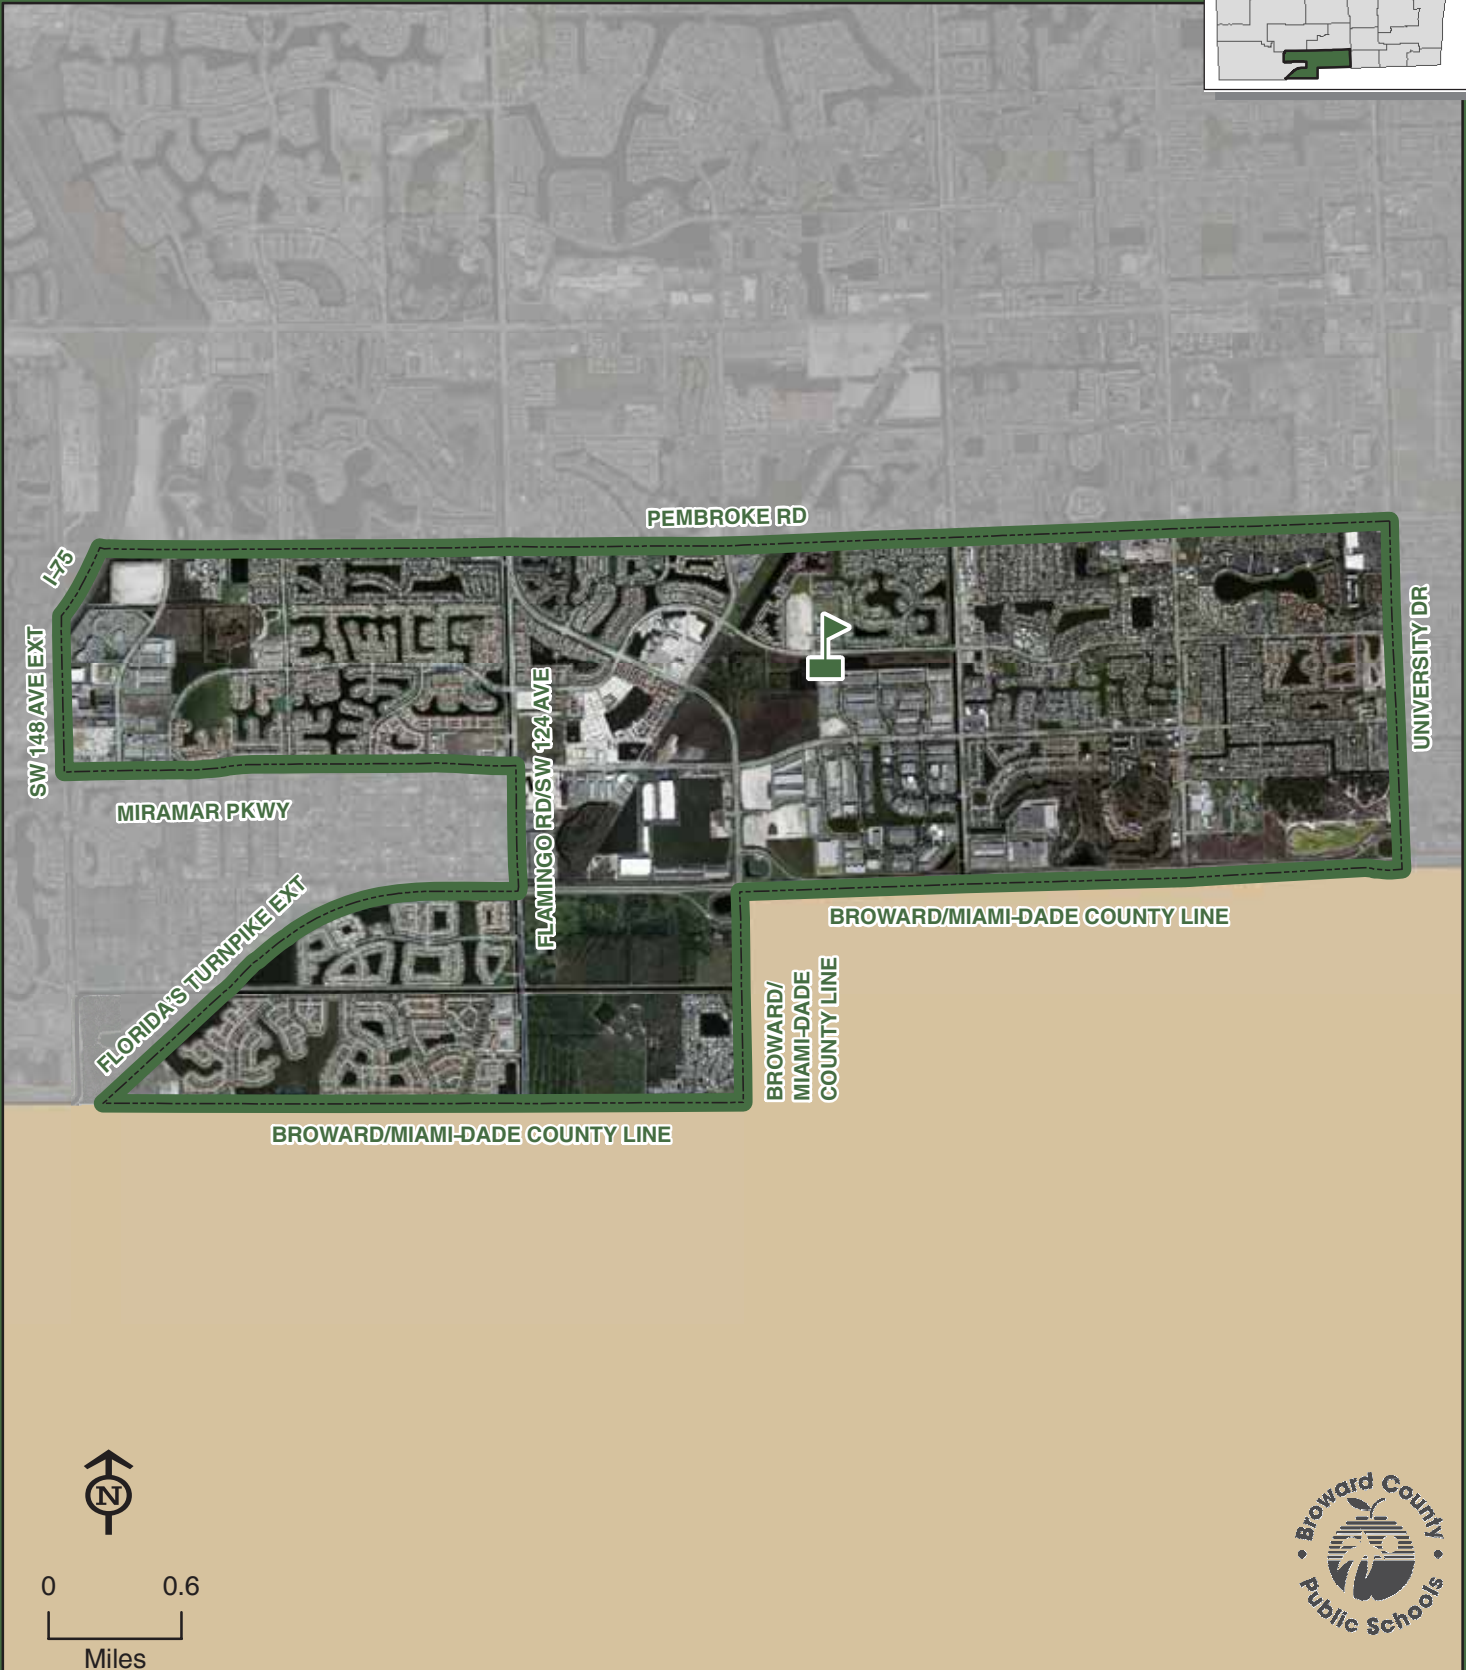 PEMBROKE RD
I-75
SW 148 AVE EXT
UNIVERSITY DR
FLAMINGO RD/SW 124 AVE
MIRAMAR PKWY
FLORIDA'S TURNPIKE EXT
BROWARD/MIAMI-DADE COUNTY LINE
BROWARD/
MIAMI-DADE
COUNTY LINE
BROWARD/MIAMI-DADE COUNTY LINE
N
0 0.6
Miles
Broward County
Public Schools